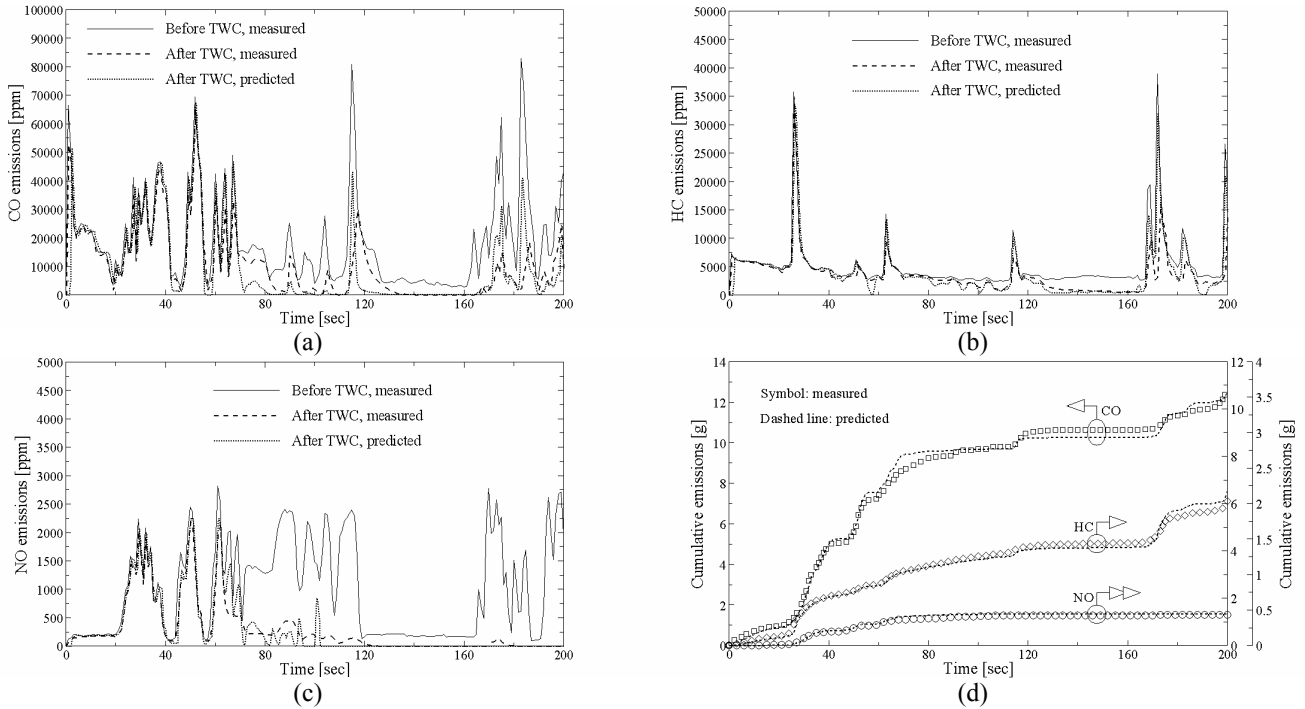 100000
90000
80000
70000
60000
50000
40000
30000
20000
10000
0
CO emissions [ppm]
Before TWC, measured
After TWC, measured
After TWC, predicted
0 40 80 120 160 200
Time [sec]
(a)
50000
45000
40000
35000
30000
25000
20000
15000
10000
5000
0
HC emissions [ppm]
Before TWC, measured
After TWC, measured
After TWC, predicted
0 40 80 120 160 200
Time [sec]
(b)
5000
4500
4000
3500
3000
2500
2000
1500
1000
500
0
NO emissions [ppm]
Before TWC, measured
After TWC, measured
After TWC, predicted
0 40 80 120 160 200
Time [sec]
(c)
14
12
10
8
6
4
2
0
Cumulative emissions [g]
Symbol: measured
Dashed line: predicted
CO
HC
NO
0 40 80 120 160 200
Time [sec]
12
10
8
6
4
2
0
4
3.5
3
2.5
2
1.5
1
0.5
0
Cumulative emissions [g]
(d)